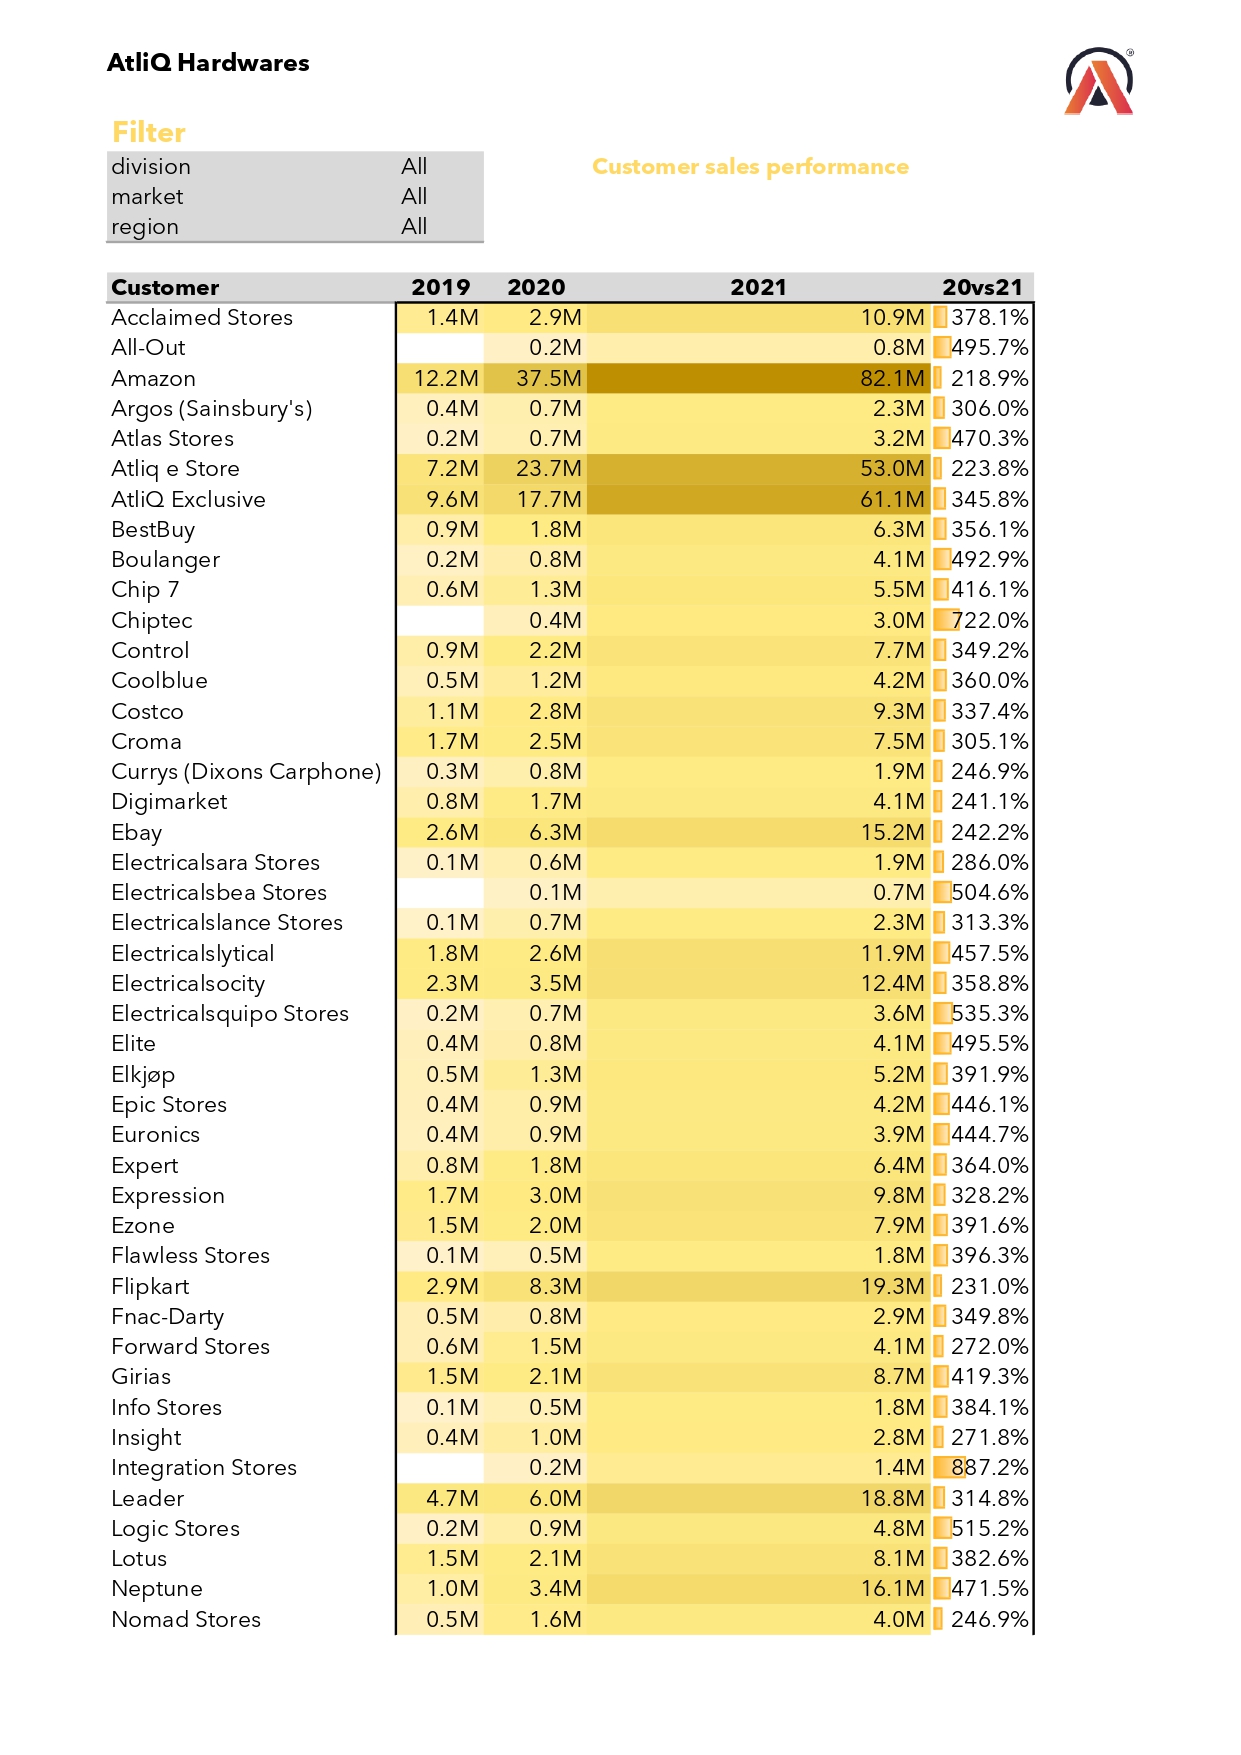 AtliQ Hardwares
®
Filter
division All
Customer sales performance
market All
region All
Customer 2019 2020 2021 20vs21
Acclaimed Stores 1.4M 2.9M 10.9M 378.1%
All-Out 0.2M 0.8M 495.7%
Amazon 12.2M 37.5M 82.1M 218.9%
Argos (Sainsbury's) 0.4M 0.7M 2.3M 306.0%
Atlas Stores 0.2M 0.7M 3.2M 470.3%
Atliq e Store 7.2M 23.7M 53.0M 223.8%
AtliQ Exclusive 9.6M 17.7M 61.1M 345.8%
BestBuy 0.9M 1.8M 6.3M 356.1%
Boulanger 0.2M 0.8M 4.1M 492.9%
Chip 7 0.6M 1.3M 5.5M 416.1%
Chiptec 0.4M 3.0M 722.0%
Control 0.9M 2.2M 7.7M 349.2%
Coolblue 0.5M 1.2M 4.2M 360.0%
Costco 1.1M 2.8M 9.3M 337.4%
Croma 1.7M 2.5M 7.5M 305.1%
Currys (Dixons Carphone) 0.3M 0.8M 1.9M 246.9%
Digimarket 0.8M 1.7M 4.1M 241.1%
Ebay 2.6M 6.3M 15.2M 242.2%
Electricalsara Stores 0.1M 0.6M 1.9M 286.0%
Electricalsbea Stores 0.1M 0.7M 504.6%
Electricalslance Stores 0.1M 0.7M 2.3M 313.3%
Electricalslytical 1.8M 2.6M 11.9M 457.5%
Electricalsocity 2.3M 3.5M 12.4M 358.8%
Electricalsquipo Stores 0.2M 0.7M 3.6M 535.3%
Elite 0.4M 0.8M 4.1M 495.5%
Elkjøp 0.5M 1.3M 5.2M 391.9%
Epic Stores 0.4M 0.9M 4.2M 446.1%
Euronics 0.4M 0.9M 3.9M 444.7%
Expert 0.8M 1.8M 6.4M 364.0%
Expression 1.7M 3.0M 9.8M 328.2%
Ezone 1.5M 2.0M 7.9M 391.6%
Flawless Stores 0.1M 0.5M 1.8M 396.3%
Flipkart 2.9M 8.3M 19.3M 231.0%
Fnac-Darty 0.5M 0.8M 2.9M 349.8%
Forward Stores 0.6M 1.5M 4.1M 272.0%
Girias 1.5M 2.1M 8.7M 419.3%
Info Stores 0.1M 0.5M 1.8M 384.1%
Insight 0.4M 1.0M 2.8M 271.8%
Integration Stores 0.2M 1.4M 887.2%
Leader 4.7M 6.0M 18.8M 314.8%
Logic Stores 0.2M 0.9M 4.8M 515.2%
Lotus 1.5M 2.1M 8.1M 382.6%
Neptune 1.0M 3.4M 16.1M 471.5%
Nomad Stores 0.5M 1.6M 4.0M 246.9%